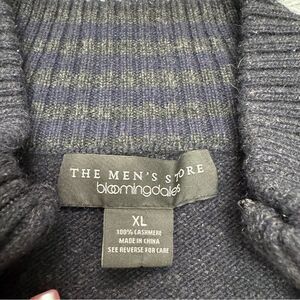 THE MEN'S STORE
bloomingdale's
XL
100% CASHMERE
MADE IN CHINA
SEE REVERSE FOR CARE